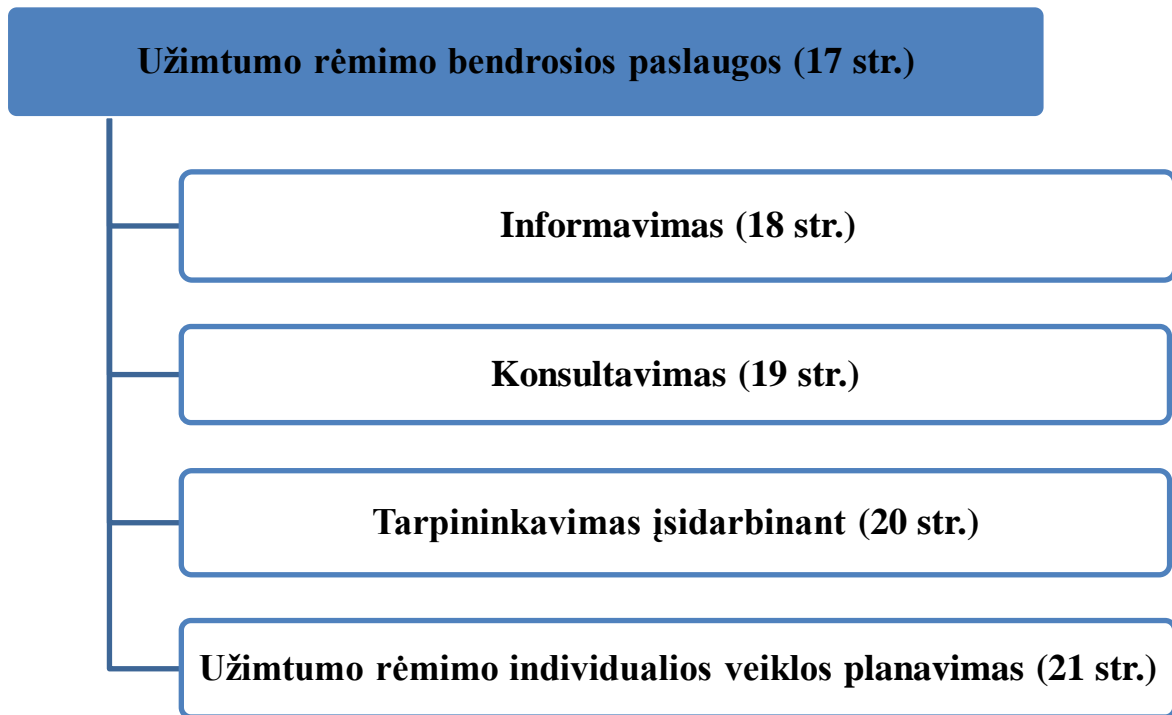 Užimtumo rėmimo bendrosios paslaugos (17 str.)
Informavimas (18 str.)
Konsultavimas (19 str.)
Tarpininkavimas įsidarbinant (20 str.)
Užimtumo rėmimo individualios veiklos planavimas (21 str.)